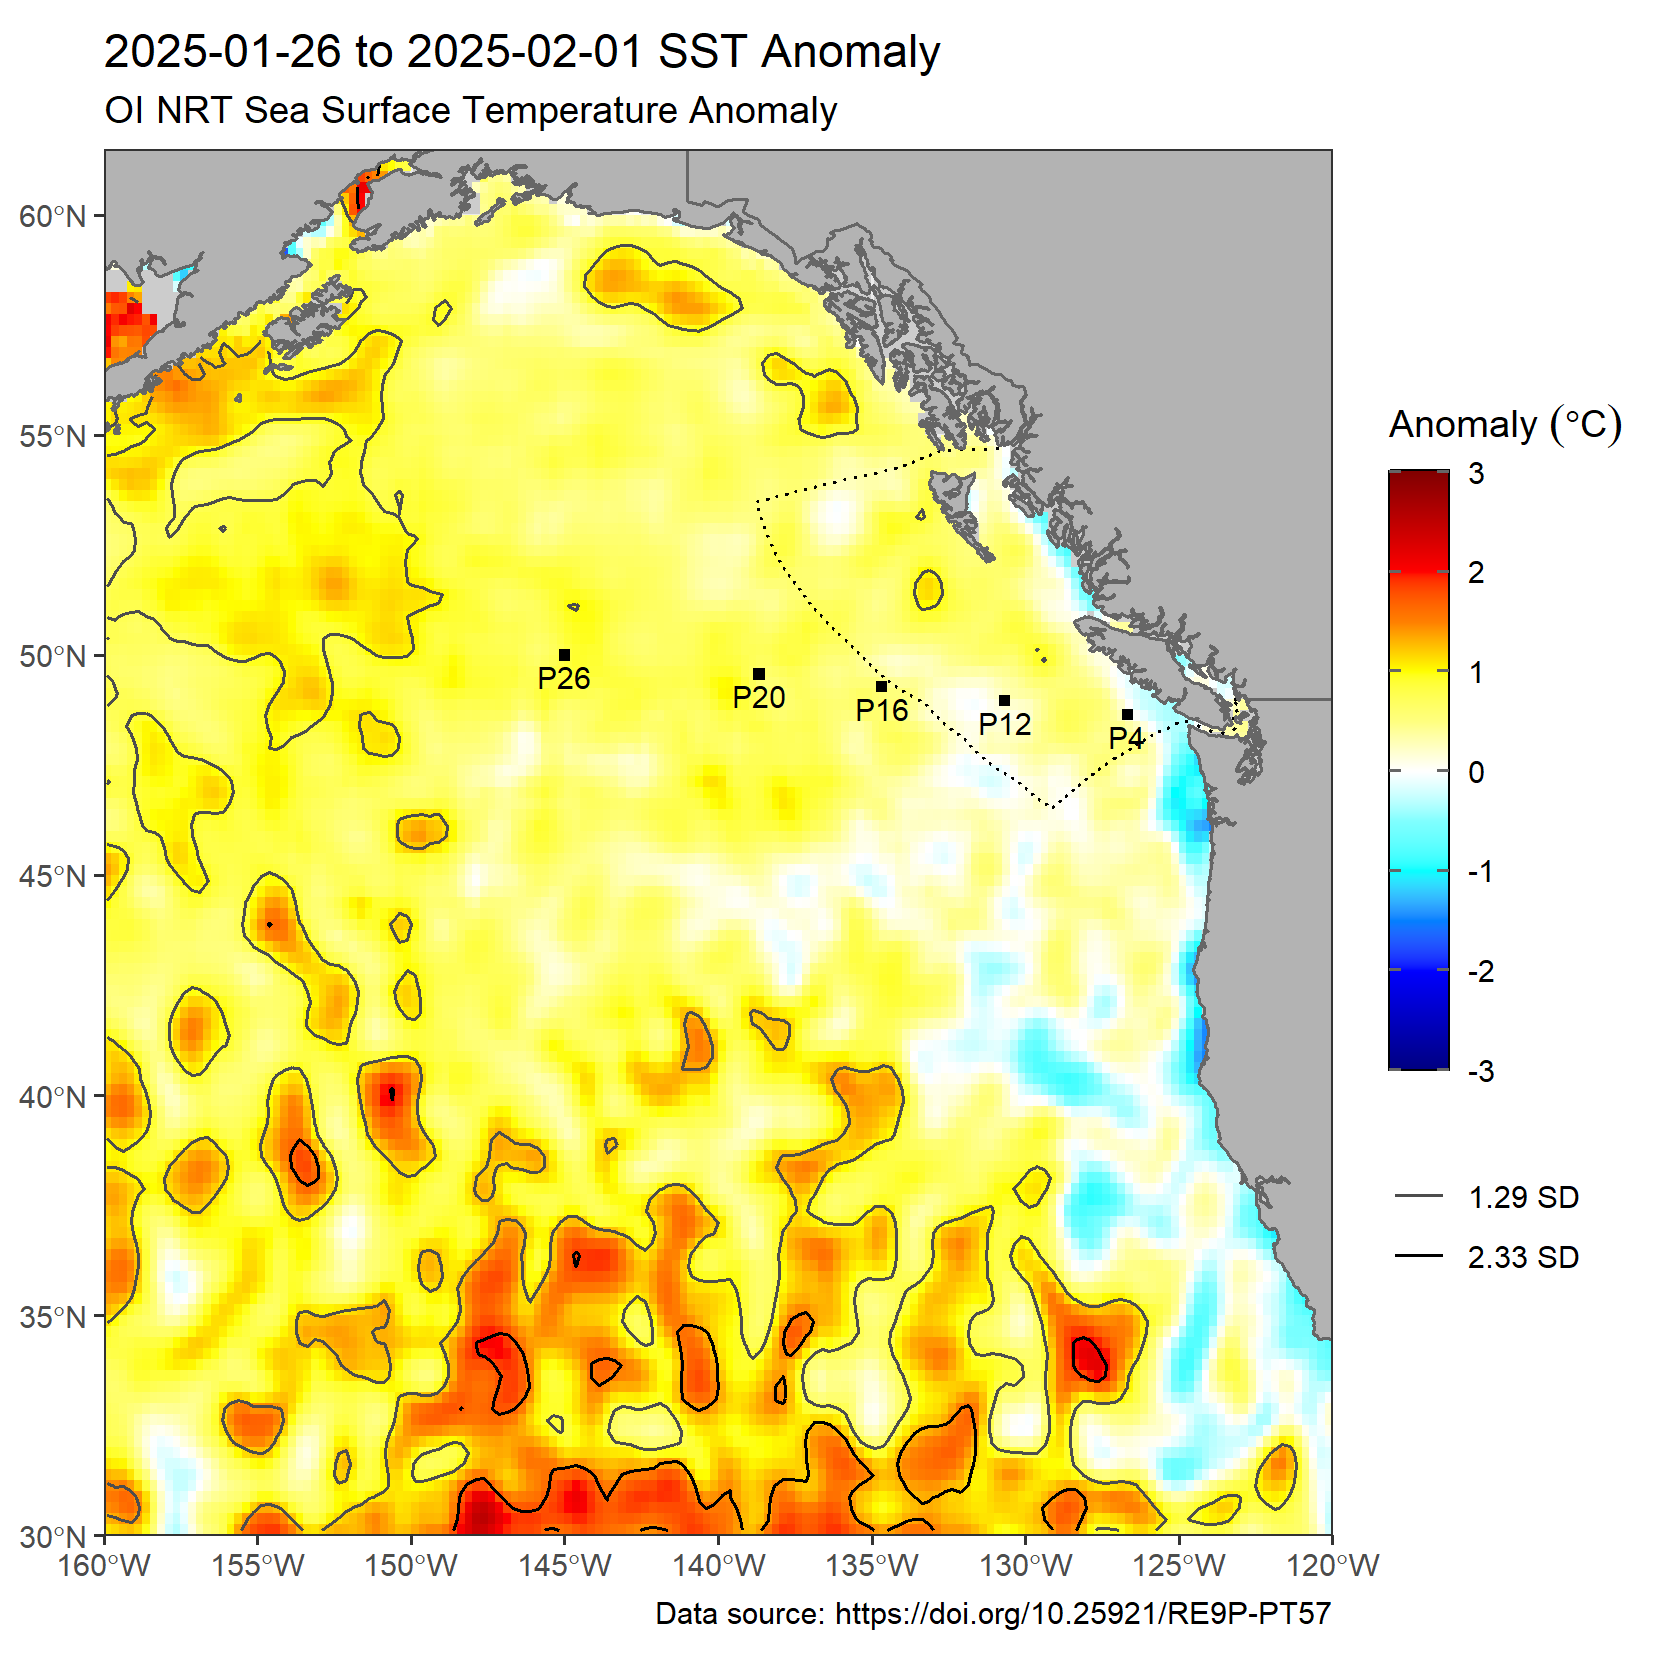 2025-01-26 to 2025-02-01 SST Anomaly
OI NRT Sea Surface Temperature Anomaly
60°N
55°N
50°N
45°N
40°N
35°N
30°N
160°W
155°W
150°W
145°W
140°W
135°W
130°W
125°W
120°W
P26
P20
P16
P12
P4
Anomaly (°C)
3
2
1
0
-1
-2
-3
1.29 SD
2.33 SD
Data source: https://doi.org/10.25921/RE9P-PT57